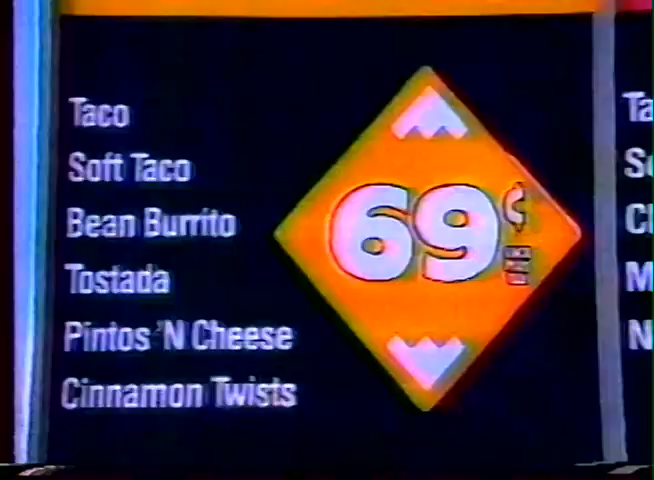 Taco
Soft Taco
Bean Burrito
Tostada
Pintos 'N Cheese
Cinnamon Twists
69¢